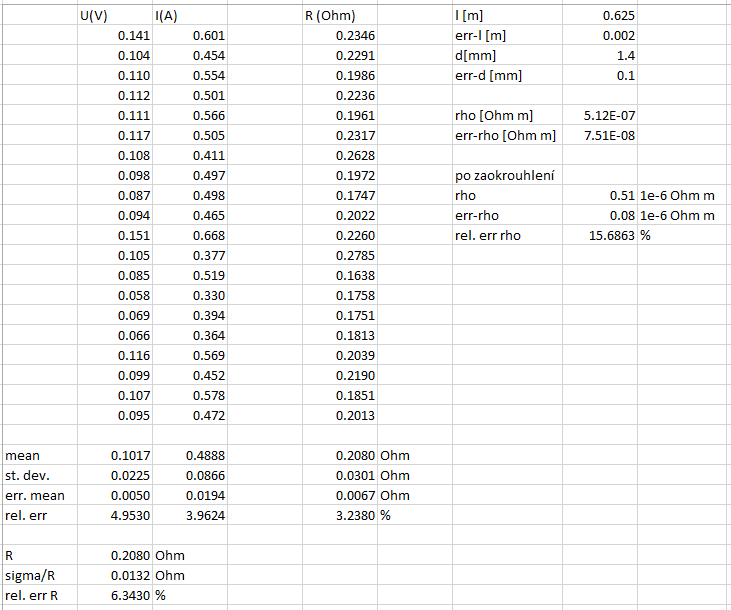 U(V) I(A) R (Ohm) l [m] 0.625
0.141 0.601 0.2346 err-l [m] 0.002
0.104 0.454 0.2291 d[mm] 1.4
0.110 0.554 0.1986 err-d [mm] 0.1
0.112 0.501 0.2236
0.111 0.566 0.1961 rho [Ohm m] 5.12E-07
0.117 0.505 0.2317 err-rho [Ohm m] 7.51E-08
0.108 0.411 0.2628
0.098 0.497 0.1972 po zaokrouhlení
0.087 0.498 0.1747 rho 0.51 1e-6 Ohm m
0.094 0.465 0.2022 err-rho 0.08 1e-6 Ohm m
0.151 0.668 0.2260 rel. err rho 15.6863 %
0.105 0.377 0.2785
0.085 0.519 0.1638
0.058 0.330 0.1758
0.069 0.394 0.1751
0.066 0.364 0.1813
0.116 0.569 0.2039
0.099 0.452 0.2190
0.107 0.578 0.1851
0.095 0.472 0.2013
mean 0.1017 0.4888 0.2080 Ohm
st. dev. 0.0225 0.0866 0.0301 Ohm
err. mean 0.0050 0.0194 0.0067 Ohm
rel. err 4.9530 3.9624 3.2380 %
R 0.2080 Ohm
sigma/R 0.0132 Ohm
rel. err R 6.3430 %